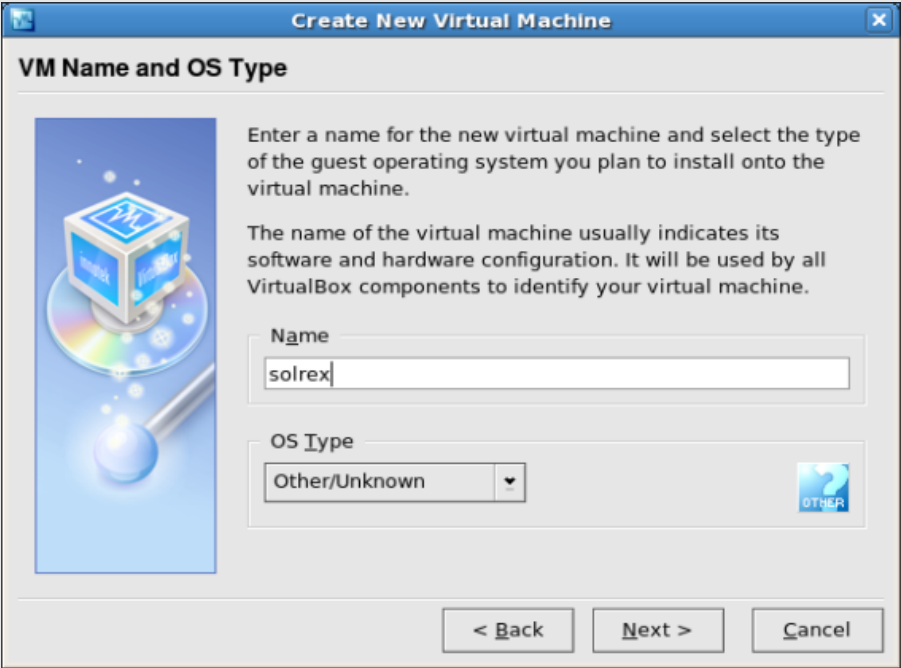 Create New Virtual Machine
VM Name and OS Type
Enter a name for the new virtual machine and select the type
of the guest operating system you plan to install onto the
virtual machine.
The name of the virtual machine usually indicates its
software and hardware configuration. It will be used by all
VirtualBox components to identify your virtual machine.
innotek
VirtualBox
Name
solrex
OS Type
Other/Unknown
OTHER
< Back
Next >
Cancel